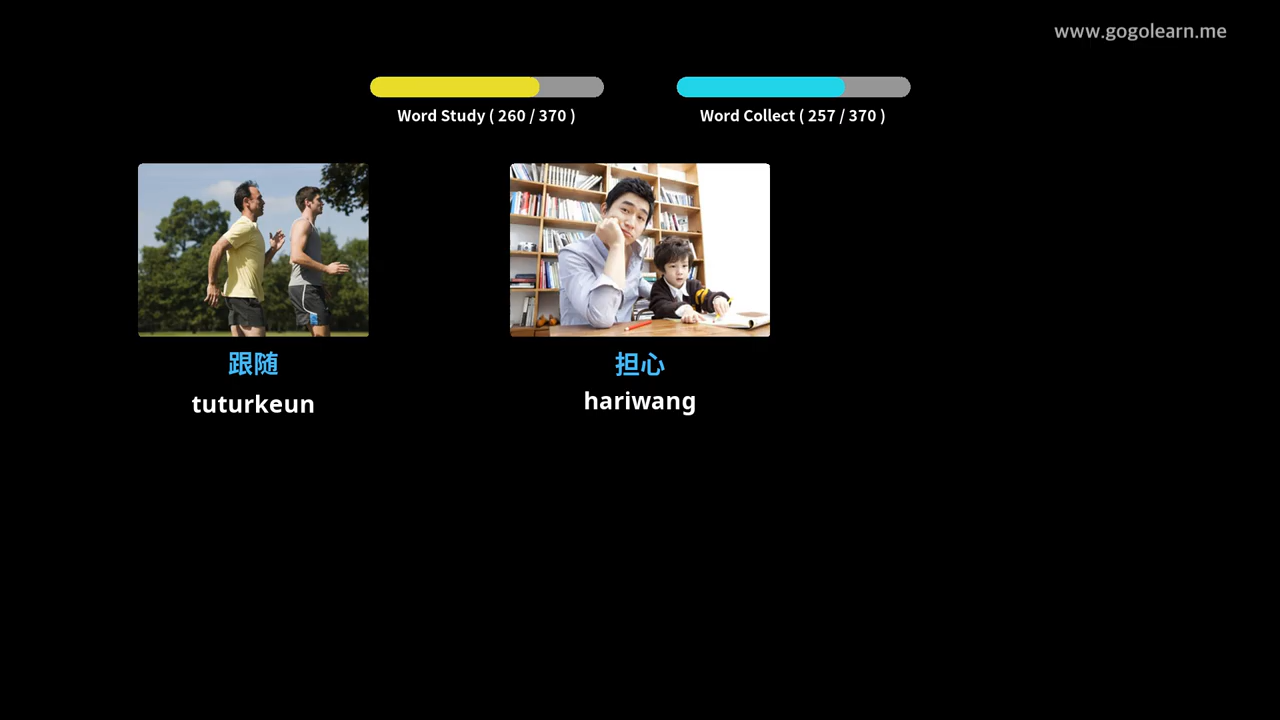 www.gogolearn.me
Word Study ( 260 / 370 )
Word Collect ( 257 / 370 )
跟随
tuturkeun
担心
hariwang